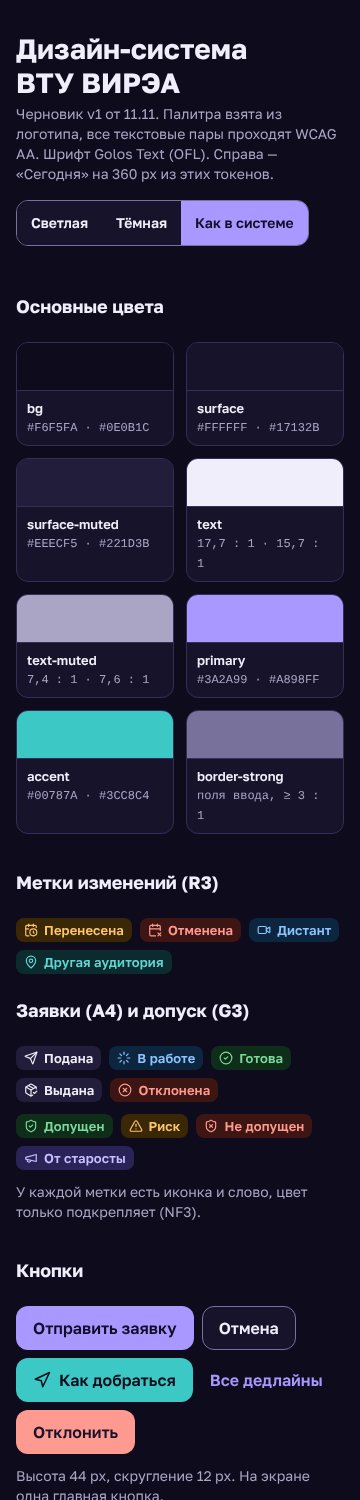 Дизайн-система
ВТУ ВИРЭА
Черновик v1 от 11.11. Палитра взята из
логотипа, все текстовые пары проходят WCAG
AA. Шрифт Golos Text (OFL). Справа —
«Сегодня» на 360 px из этих токенов.
Светлая Тёмная Как в системе
Основные цвета
bg
#F6F5FA · #0E0B1C
surface
#FFFFFF · #17132B
surface-muted
#EEECF5 · #221D3B
text
17,7 : 1 · 15,7 :
1
text-muted
7,4 : 1 · 7,6 : 1
primary
#3A2A99 · #A898FF
accent
#00787A · #3CC8C4
border-strong
поля ввода, ≥ 3 :
1
Метки изменений (R3)
Перенесена Отменена Дистант
Другая аудитория
Заявки (A4) и допуск (G3)
Подана В работе Готова
Выдана Отклонена
Допущен Риск Не допущен
От старосты
У каждой метки есть иконка и слово, цвет
только подкрепляет (NF3).
Кнопки
Отправить заявку Отмена
Как добраться Все дедлайны
Отклонить
Высота 44 px, скругление 12 px. На экране
одна главная кнопка.